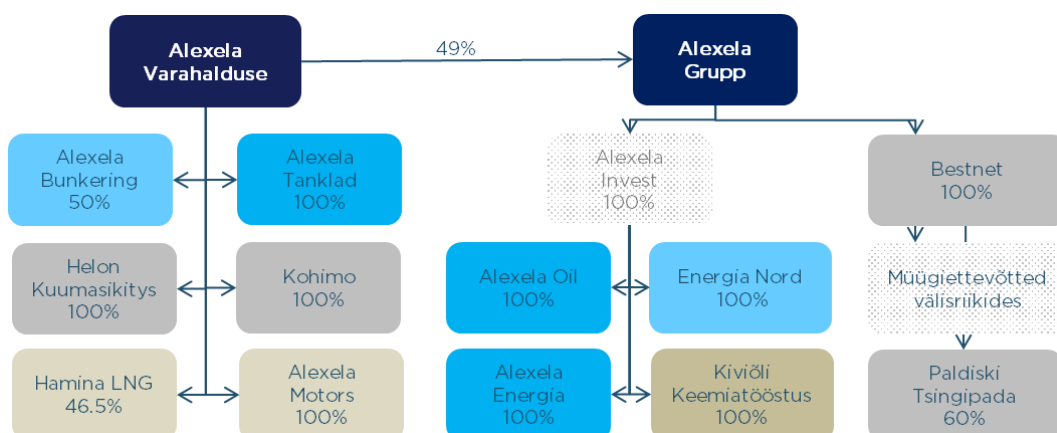 Alexela
Varahalduse
49%
Alexela
Grupp
Alexela
Bunkering
50%
Alexela
Tanklad
100%
Alexela
Invest
100%
Bestnet
100%
Helon
Kuumasikitys
100%
Kohimo
100%
Alexela Oil
100%
Energia Nord
100%
Müügiettevõtted
välisriikides
Hamina LNG
46.5%
Alexela
Motors
100%
Alexela
Energia
100%
Kiviõli
Keemiatööstus
100%
Paldiski
Tsingipada
60%